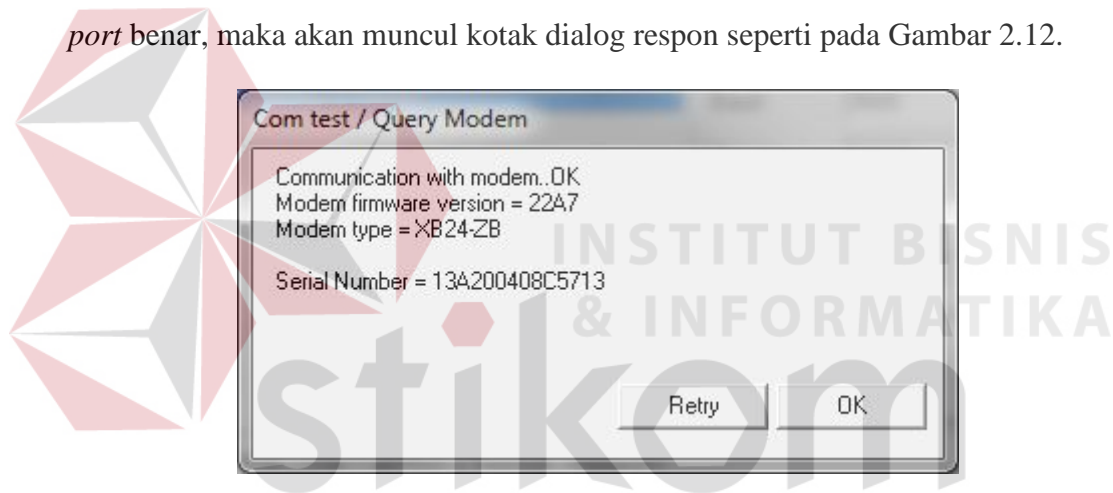 port benar, maka akan muncul kotak dialog respon seperti pada Gambar 2.12.
Com test / Query Modem
Communication with modem..OK
Modem firmware version = 22A7
Modem type = XB24-ZB
Serial Number = 13A200408C5713
Retry OK
INSTITUT BISNIS
& INFORMATIKA
stikom